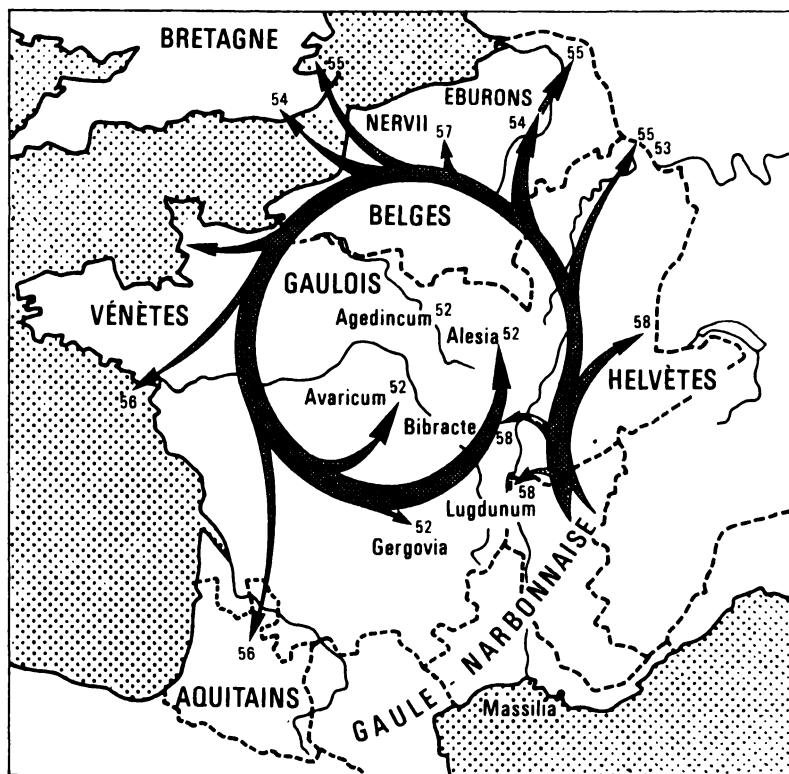 BRETAGNE
55
55
54
EBURONS
NERVII
57
54
55
53
BELGES
GAULOIS
VÉNÈTES
Agedincum 52
Alesia 52
58
HELVÈTES
56
Avaricum 52
Bibracte
58
58
Lugdunum
52
Gergovia
56
AQUITAINS
GAULE - NARBONNAISE
Massilia